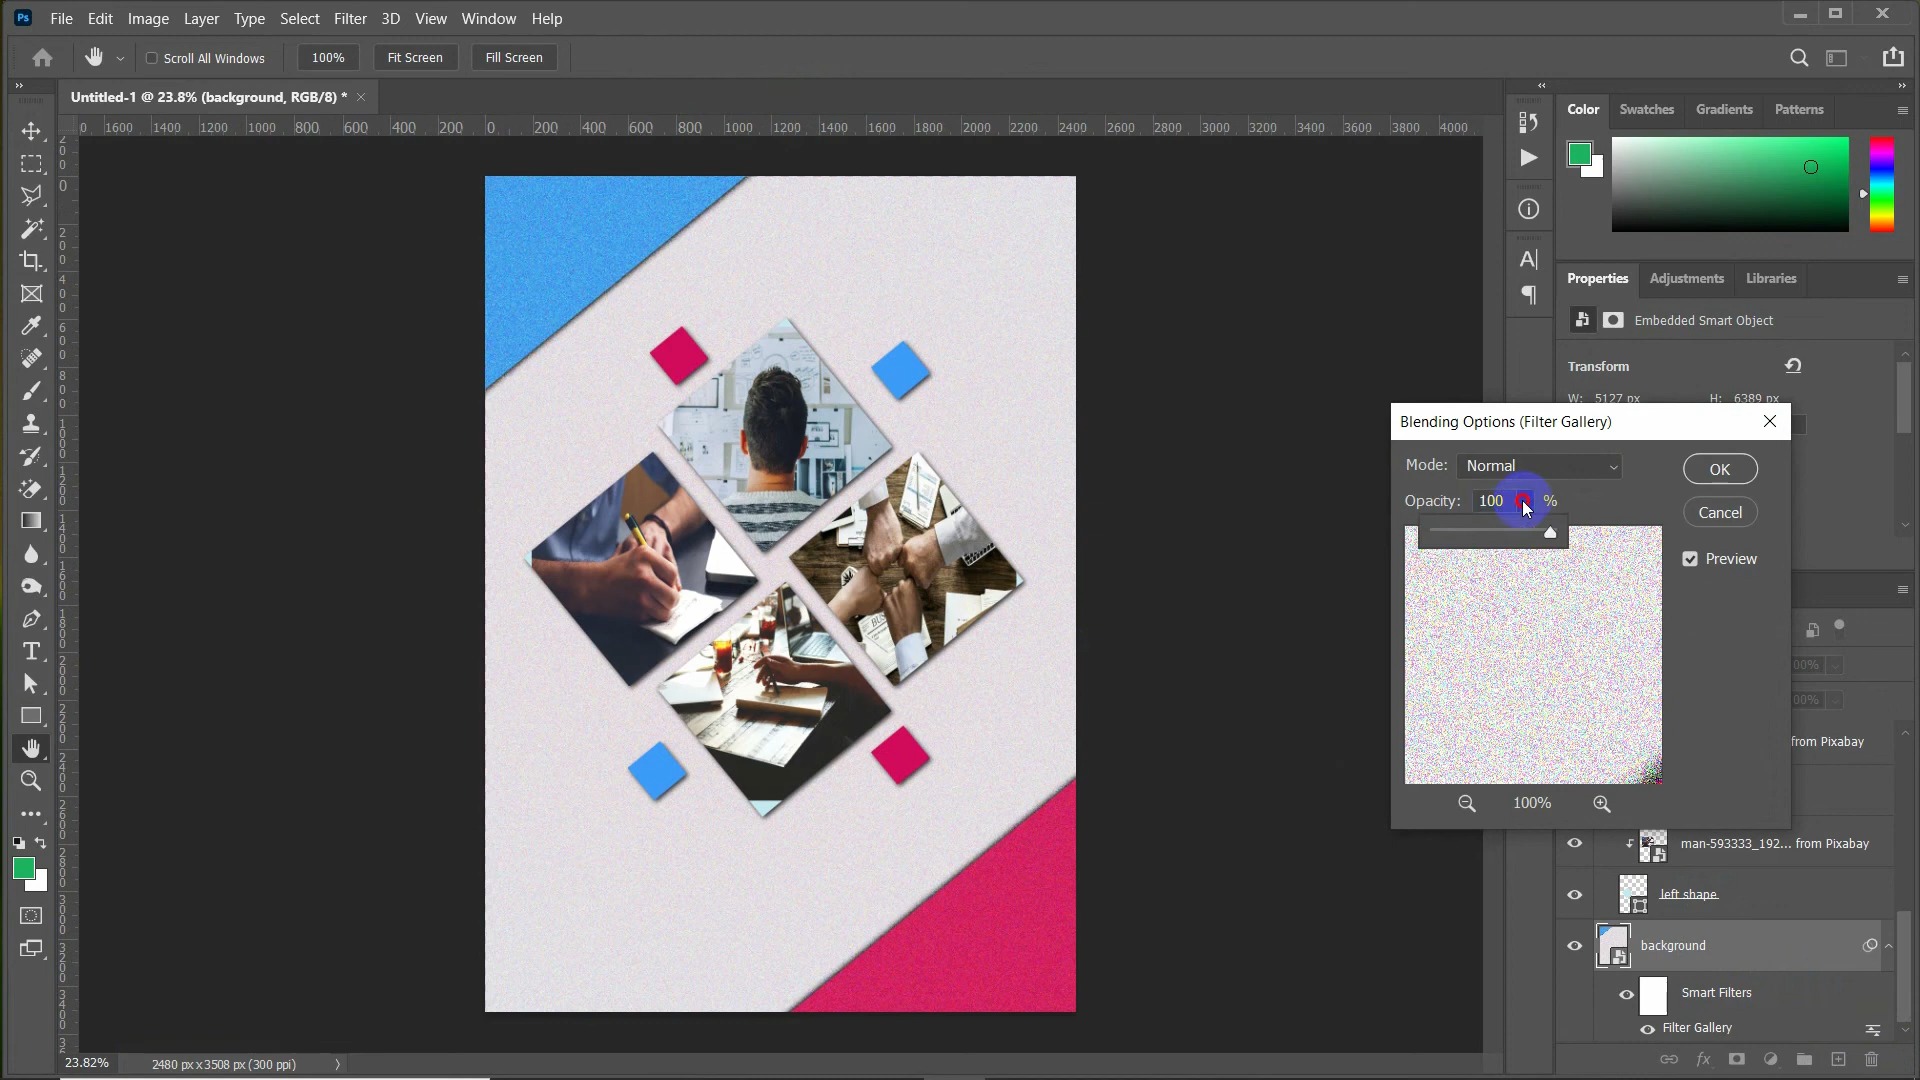 Ps File Edit Image Layer Type Select Filter 3D View Window Help
Scroll All Windows 100% Fit Screen Fill Screen
Untitled-1 @ 23.8% (background, RGB/8) *
0 1600 1400 1200 1000 800 600 400 200 0 200 400 600 800 1000 1200 1400 1600 1800 2000 2200 2400 2600 2800 3000 3200 3400 3600 3800 4000
Color Swatches Gradients Patterns
Properties Adjustments Libraries
Embedded Smart Object
Transform
W: 5127 px H: 6389 px
Blending Options (Filter Gallery)
Mode: Normal
OK
Opacity: 100 %
Cancel
Preview
100%
00%
00%
from Pixabay
man-593333_192... from Pixabay
left shape
background
Smart Filters
Filter Gallery
fx
23.82% 2480 px x 3508 px (300 ppi)